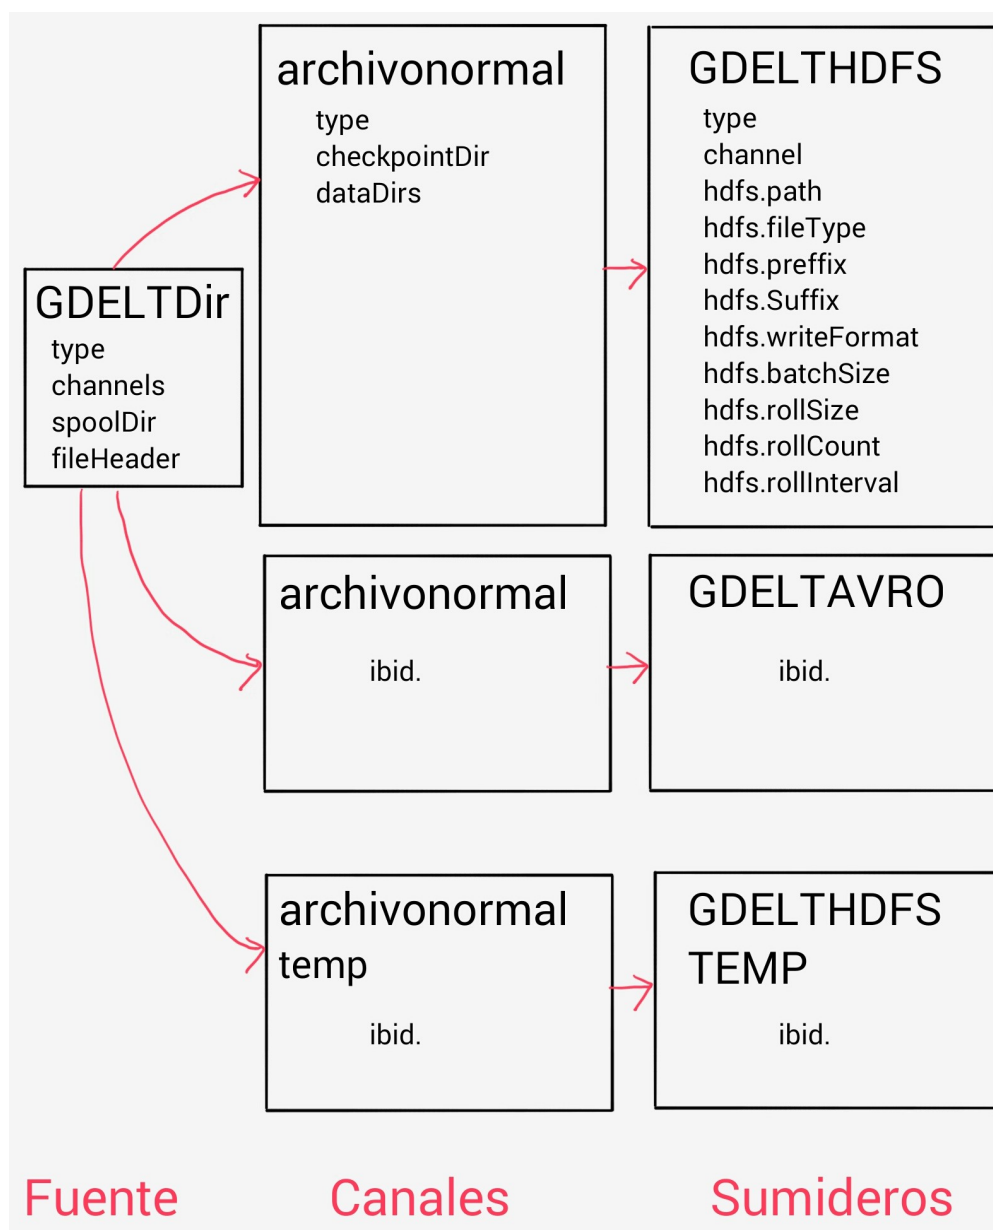 archivonormal
type
checkpointDir
dataDirs
GDELTHDFS
type
channel
hdfs.path
hdfs.fileType
hdfs.preffix
hdfs.Suffix
hdfs.writeFormat
hdfs.batchSize
hdfs.rollSize
hdfs.rollCount
hdfs.rollInterval
GDELTDir
type
channels
spoolDir
fileHeader
archivonormal
ibid.
GDELTAVRO
ibid.
archivonormal
temp
ibid.
GDELTHDFS
TEMP
ibid.
Fuente
Canales
Sumideros